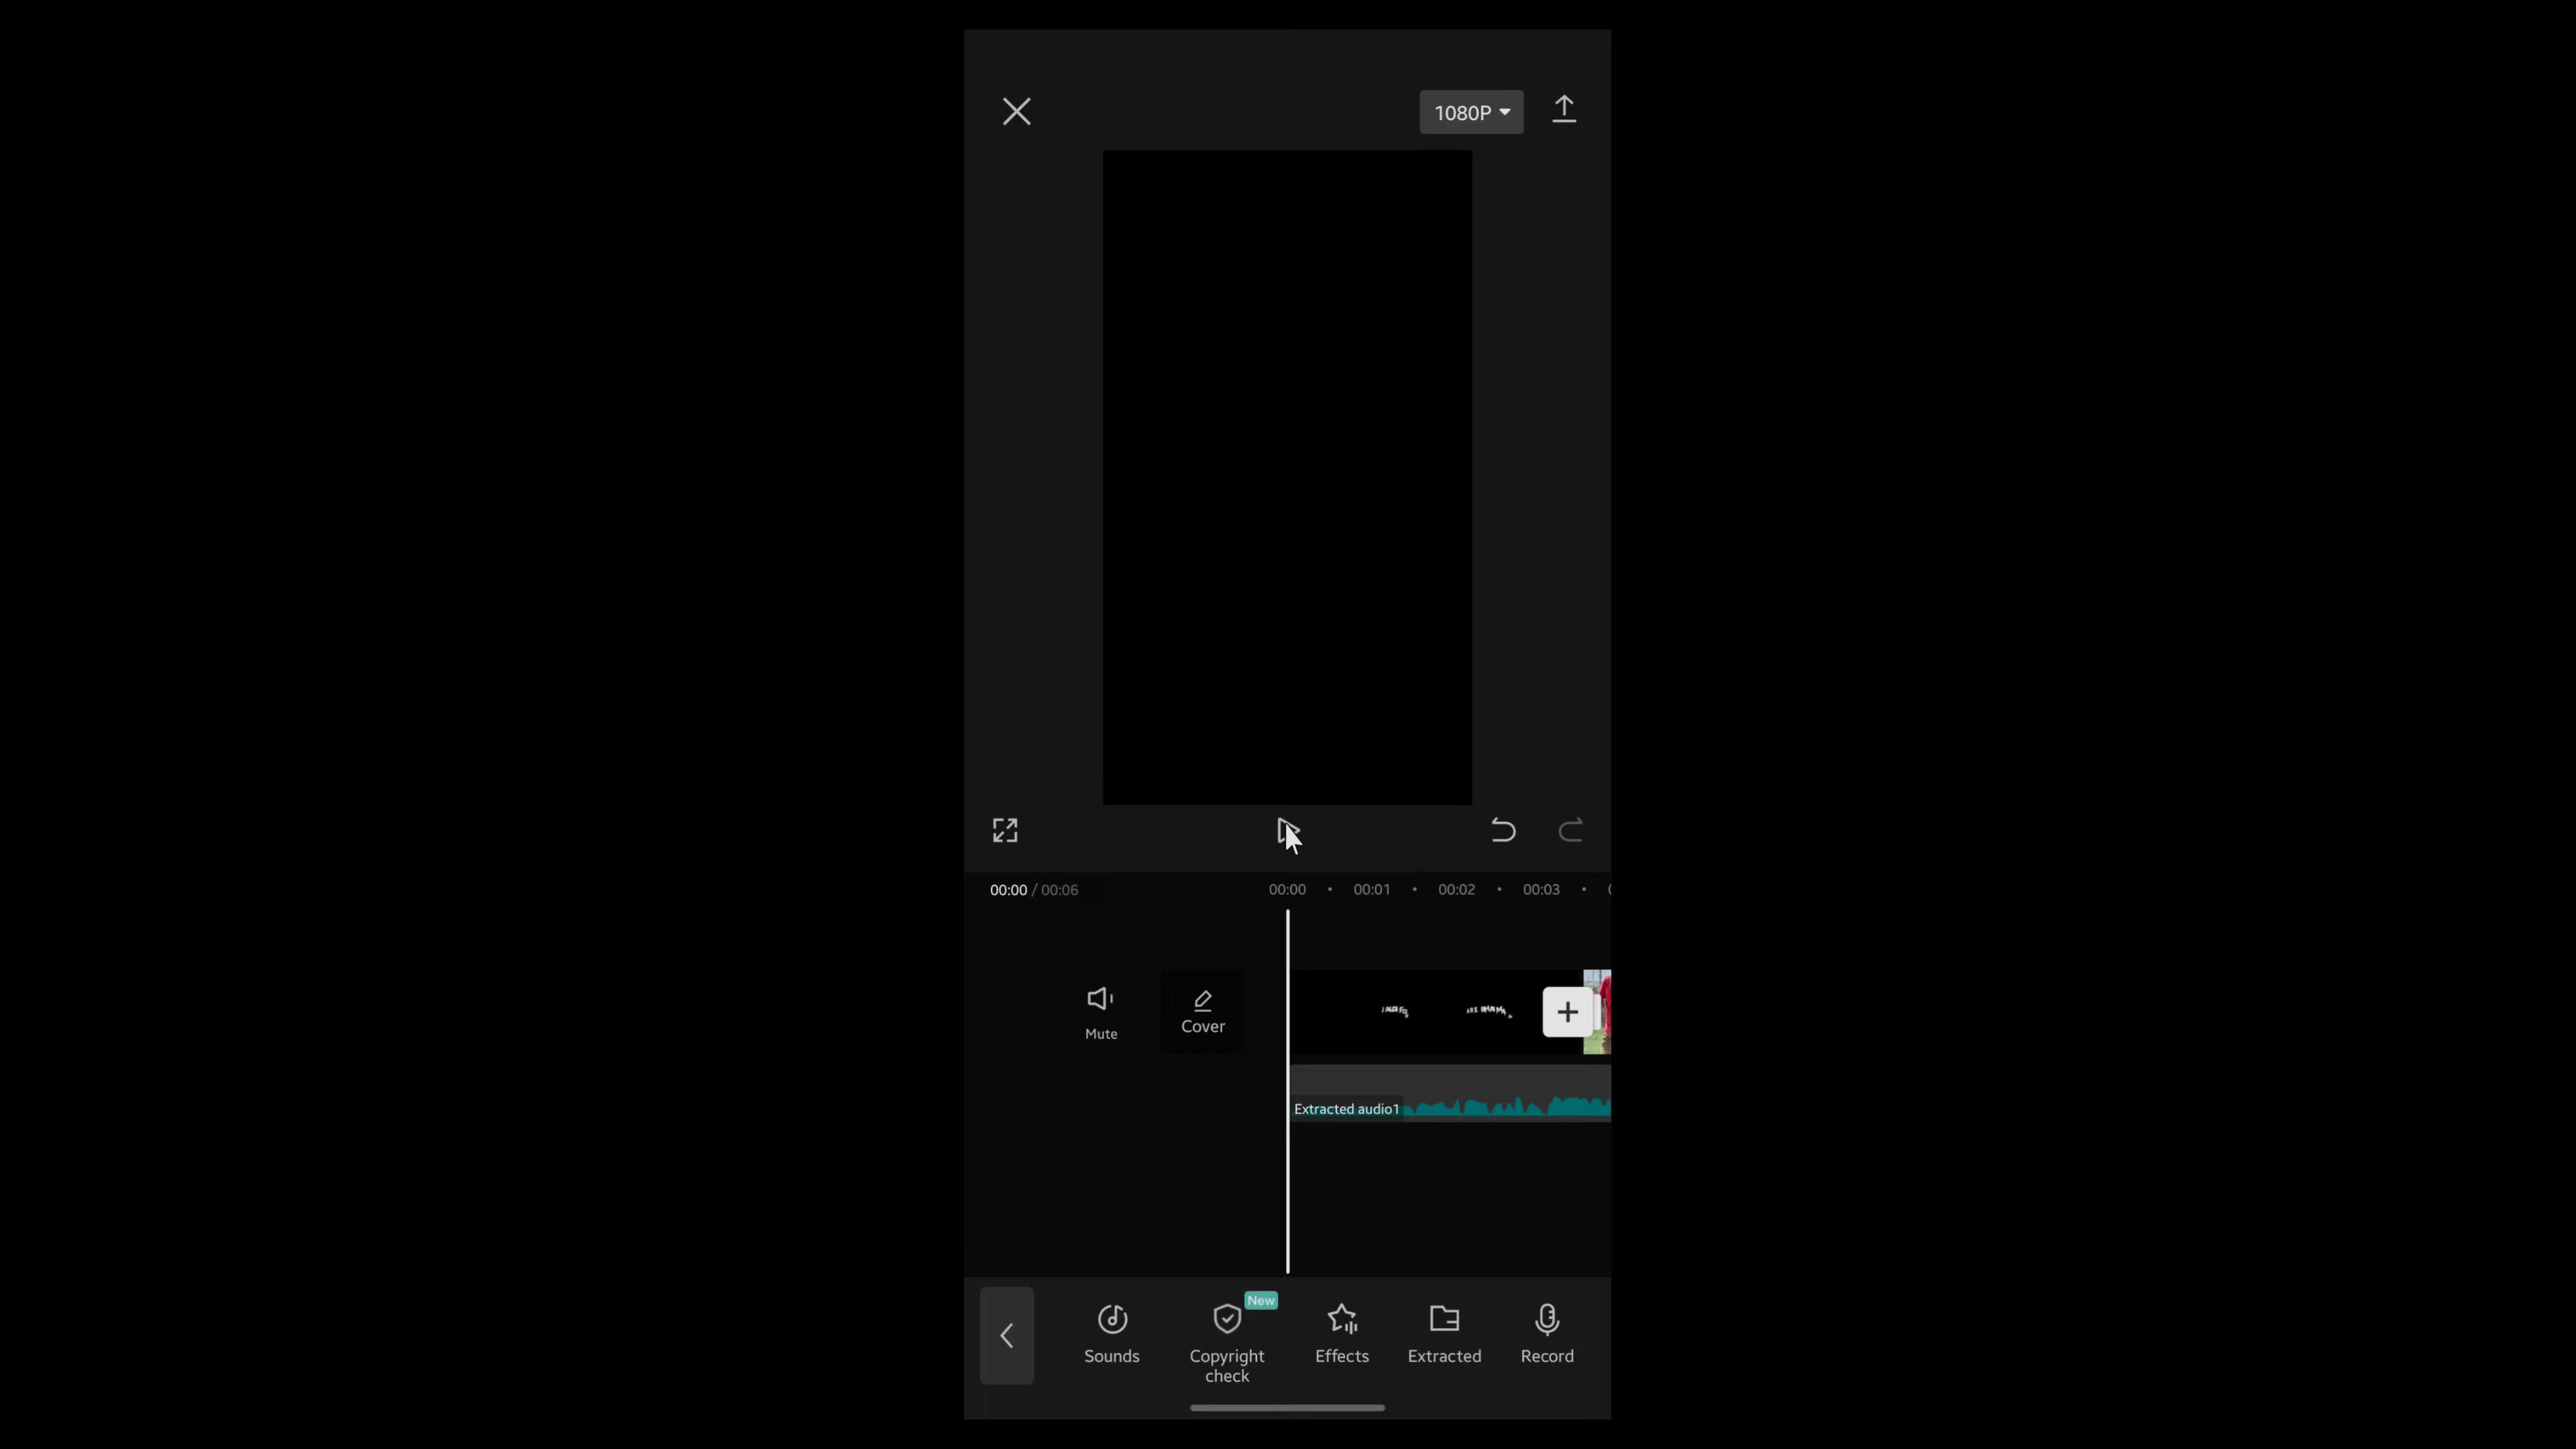 1080P
00:00 / 00:06 00:00 00:01 00:02 00:03
Mute
Cover
Extracted audio1
New
Sounds
Copyright check
Effects
Extracted
Record